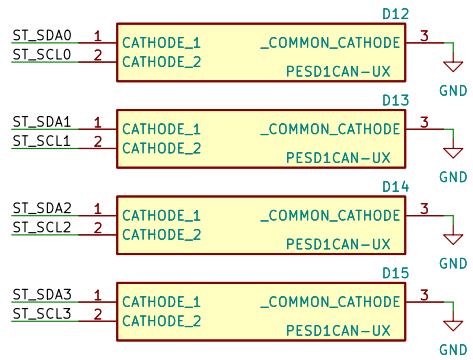 D12
ST_SDA0 1 CATHODE_1 _COMMON_CATHODE 3
ST_SCL0 2 CATHODE_2
PESD1CAN-UX
GND
D13
ST_SDA1 1 CATHODE_1 _COMMON_CATHODE 3
ST_SCL1 2 CATHODE_2
PESD1CAN-UX
GND
D14
ST_SDA2 1 CATHODE_1 _COMMON_CATHODE 3
ST_SCL2 2 CATHODE_2
PESD1CAN-UX
GND
D15
ST_SDA3 1 CATHODE_1 _COMMON_CATHODE 3
ST_SCL3 2 CATHODE_2
PESD1CAN-UX
GND